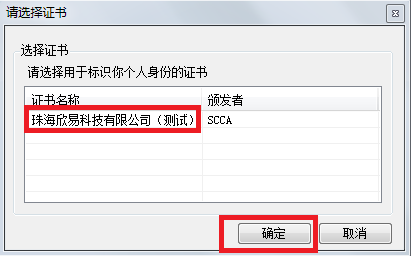 请选择证书
选择证书
请选择用于标识你个人身份的证书
证书名称 颁发者
珠海欣易科技有限公司（测试） SCCA
确定 取消